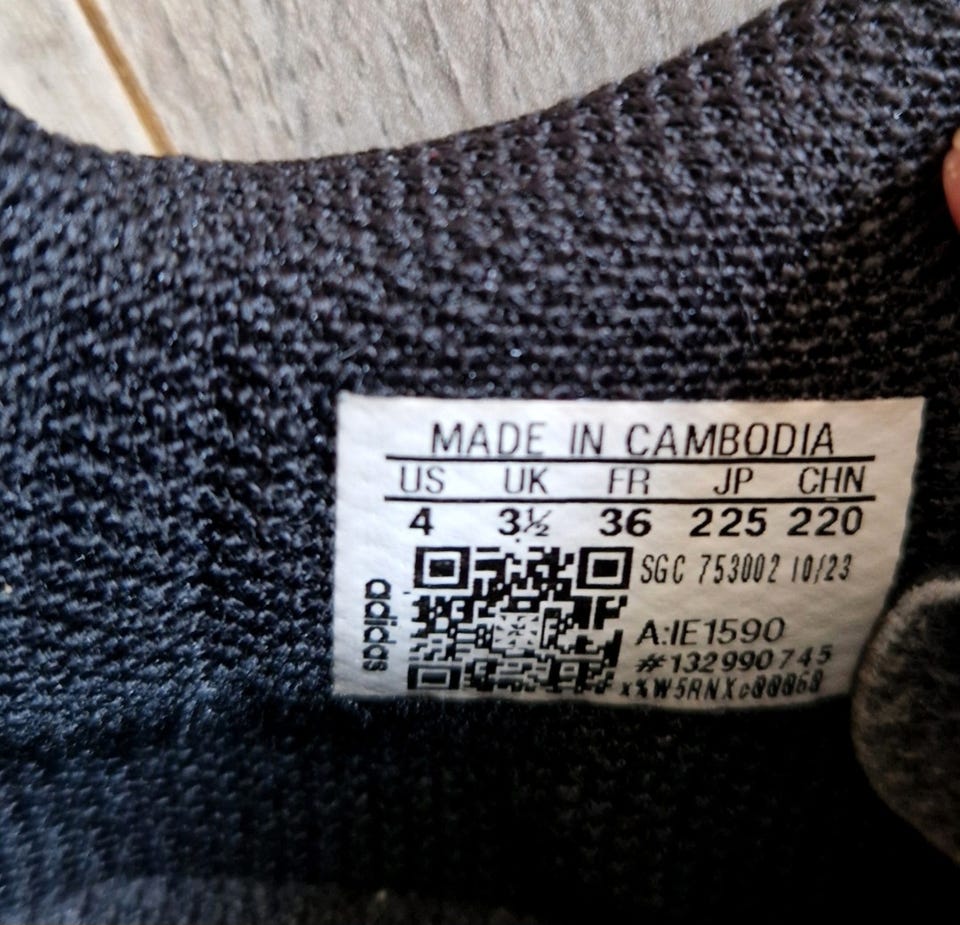 MADE IN CAMBODIA
US UK FR JP CHN
4 3½ 36 225 220
SGC 753002 10/23
adidas
A:IE1590
#132990745